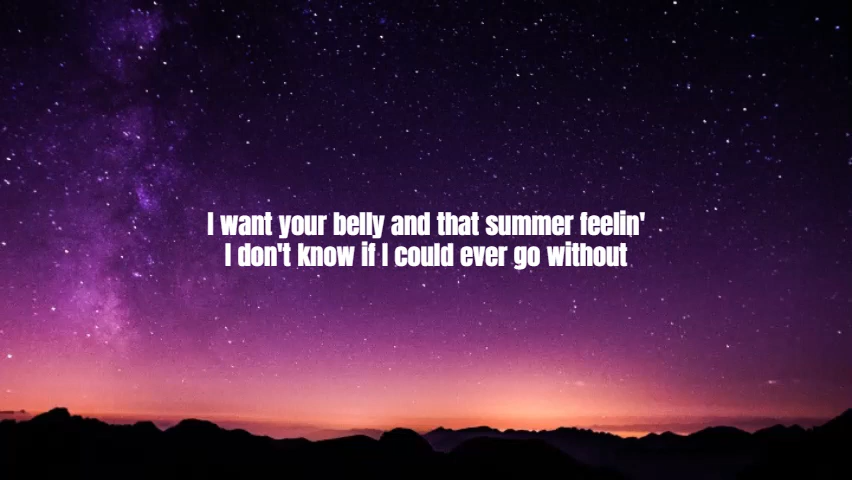 I want your belly and that summer feelin'
I don't know if I could ever go without